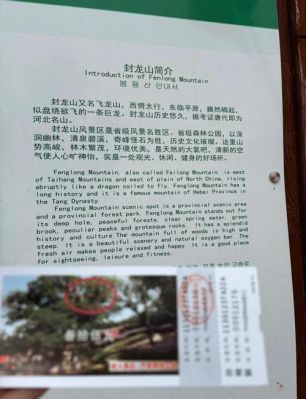 封龙山简介
Introduction of Fenlong Mountain
봉룡산 안내서
封龙山又名飞龙山，西倚太行，东临平原，巍然崛起，
似盘绕欲飞的一条巨龙。封龙山历史悠久，据考证唐代即为
河北名山。
封龙山风景区是省级风景名胜区，省级森林公园，以深
洞幽林，清泉碧溪，奇峰怪石为著，历史文化璀璨。这里山
势高峻，林木繁茂，环境优美，是天然的大氧吧，清新的空
气使人心旷神怡，实是一处观光、休闲、健身的好场所。
Fenglong Mountain, also called Feilong Mountain, is west
of Taihang Mountains and east of plain of North China, rising
abruptly like a dragon coiled to fly. Fenglong Mountain has a
long history and it is a famous mountain of Hebei Province in
the Tang Dynasty.
Fenglong Mountain scenic spot is a provincial scenic area
and a provincial forest park. Fenglong Mountain stands out for
its deep hole, peaceful forests, clear spring water, green
brook, peculiar peaks and grotesque rocks. It has a splendid
history and culture. The mountain full of woods is high and
steep. It is a beautiful scenery and natural oxygen bar. The
fresh air makes people relaxed and happy, it is a good place
for sightseeing, leisure and fitness.